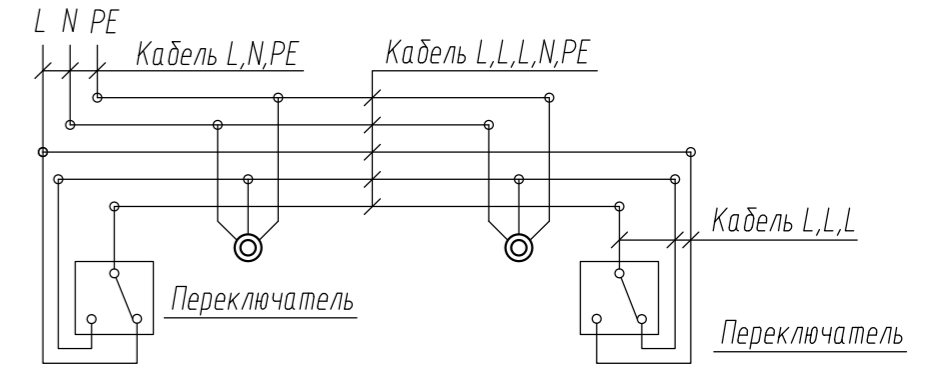 L N PE
Кабель L,N,PE
Кабель L,L,L,N,PE
Кабель L,L,L
Переключатель
Переключатель